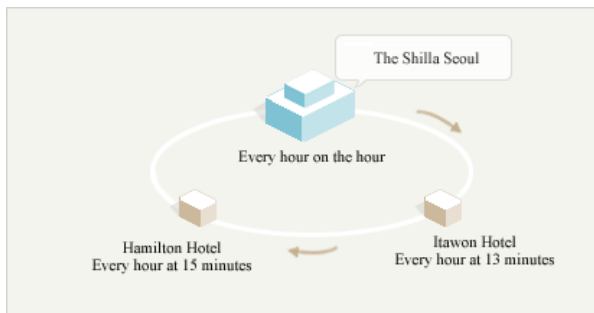 The Shilla Seoul
Every hour on the hour
Hamilton Hotel
Every hour at 15 minutes
Itawon Hotel
Every hour at 13 minutes